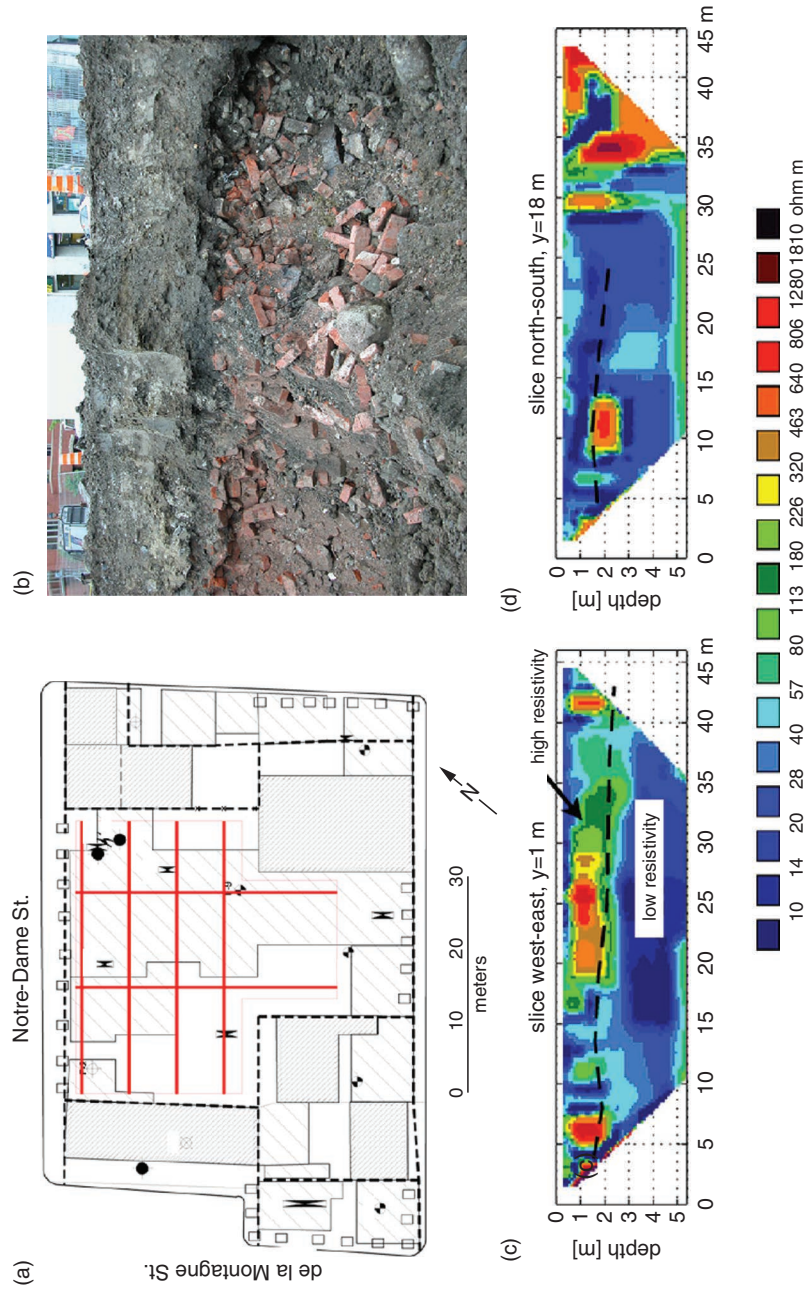 (a)
Notre-Dame St.
de la Montagne St.
0 10 20 30
meters
N
(b)
(c)
slice west-east, y=1 m
high resistivity
low resistivity
depth [m]
0
1
2
3
4
5
0 5 10 15 20 25 30 35 40 45 m
(d)
slice north-south, y=18 m
depth [m]
0
1
2
3
4
5
0 5 10 15 20 25 30 35 40 45 m
10 14 20 28 40 57 80 113 180 226 320 463 640 806 1280 1810 ohm m